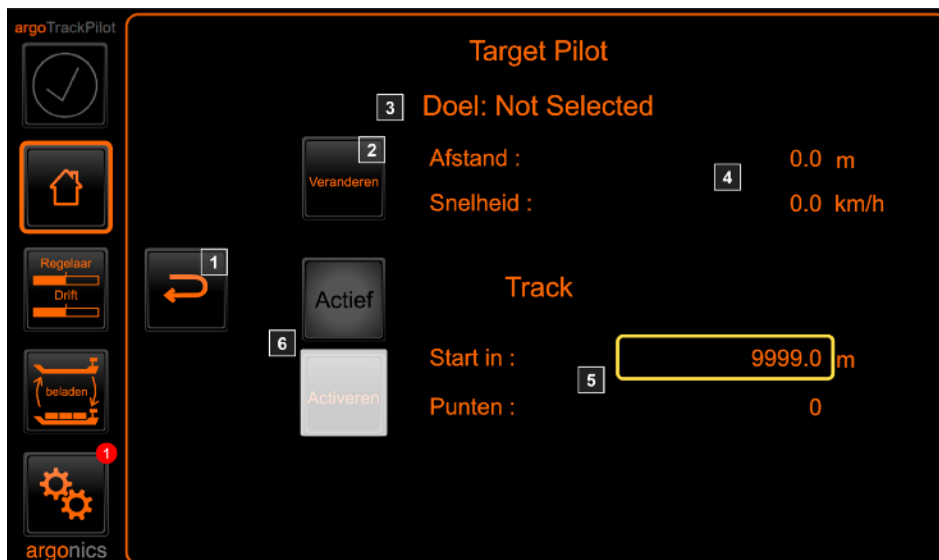 argoTrackPilot
Target Pilot
3 Doel: Not Selected
2
Veranderen
Afstand : 0.0 m
4
Snelheid : 0.0 km/h
Regelaar
Drift
1
Actief
Track
6
Start in : 9999.0 m
5
Activeren
Punten : 0
beladen
1
argonics